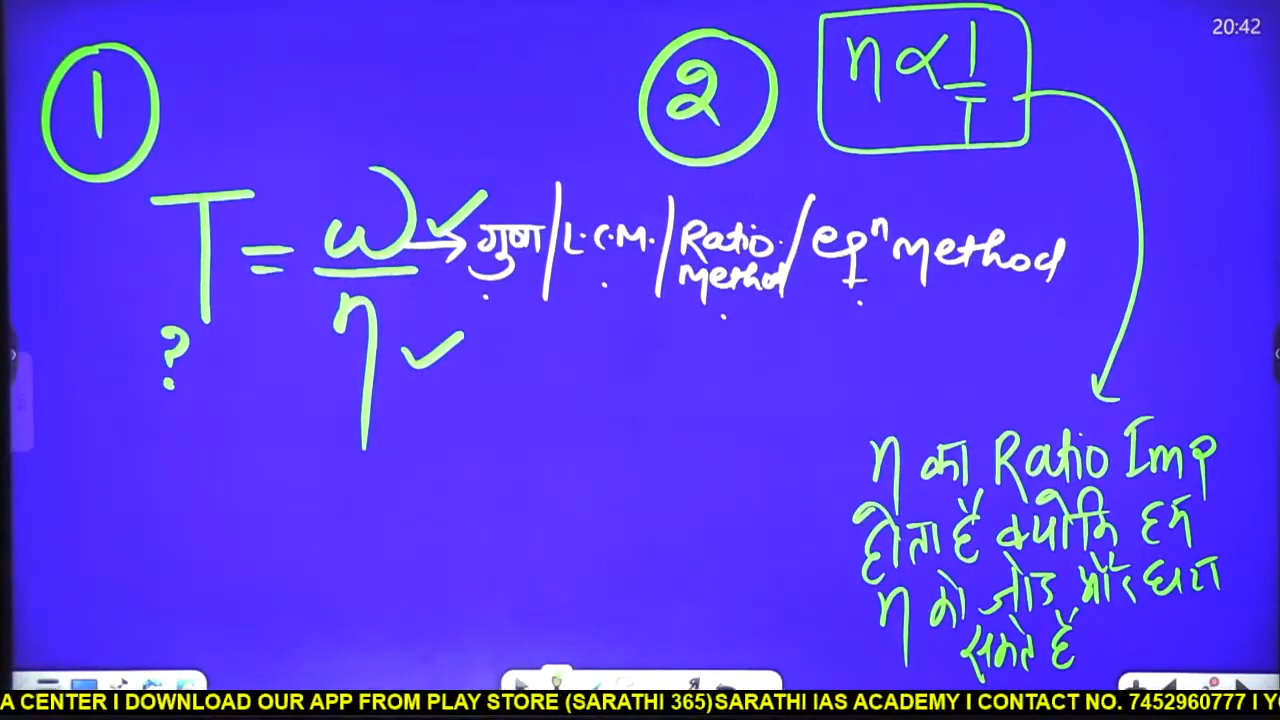 20:42
1
T = ω/η
?
गुणा / L.C.M. / Ratio Method / eqⁿ Method
2
η ∝ 1/T
η का Ratio Imp
होता है क्योंकि हम
η को जोड और घटा
सकते हैं
A CENTER I DOWNLOAD OUR APP FROM PLAY STORE (SARATHI 365)SARATHI IAS ACADEMY I CONTACT NO. 7452960777 I Y